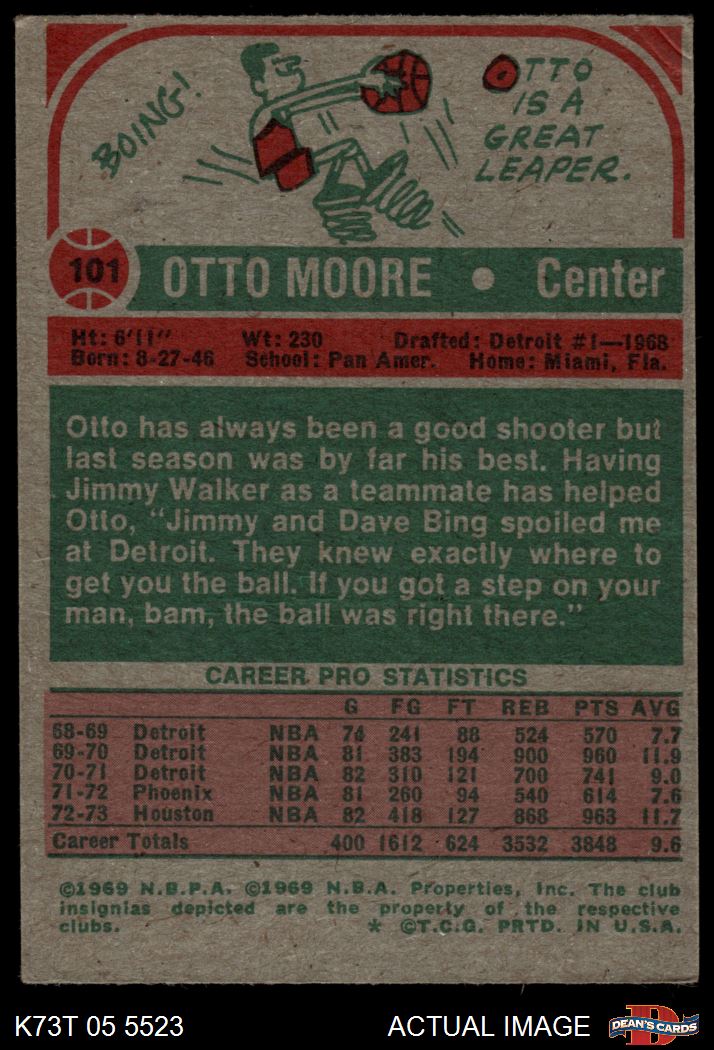 BOING!
OTTO
IS A
GREAT
LEAPER.
101 OTTO MOORE • Center
Ht: 6'11" Wt: 230 Drafted: Detroit #1—1968
Born: 8-27-46 School: Pan Amer. Home: Miami, Fla.
Otto has always been a good shooter but
last season was by far his best. Having
Jimmy Walker as a teammate has helped
Otto, “Jimmy and Dave Bing spoiled me
at Detroit. They knew exactly where to
get you the ball. If you got a step on your
man, bam, the ball was right there.”
CAREER PRO STATISTICS
G FG FT REB PTS AVG
68-69 Detroit NBA 74 241 88 524 570 7.7
69-70 Detroit NBA 81 383 194 900 960 11.9
70-71 Detroit NBA 82 310 121 700 741 9.0
71-72 Phoenix NBA 81 260 94 540 614 7.6
72-73 Houston NBA 82 418 127 868 963 11.7
Career Totals 400 1612 624 3532 3848 9.6
©1969 N.B.P.A. ©1969 N.B.A. Properties, Inc. The club
insignias depicted are the property of the respective
clubs. * ©T.C.G. PRTD. IN U.S.A.
K73T 05 5523 ACTUAL IMAGE DEAN'S CARDS